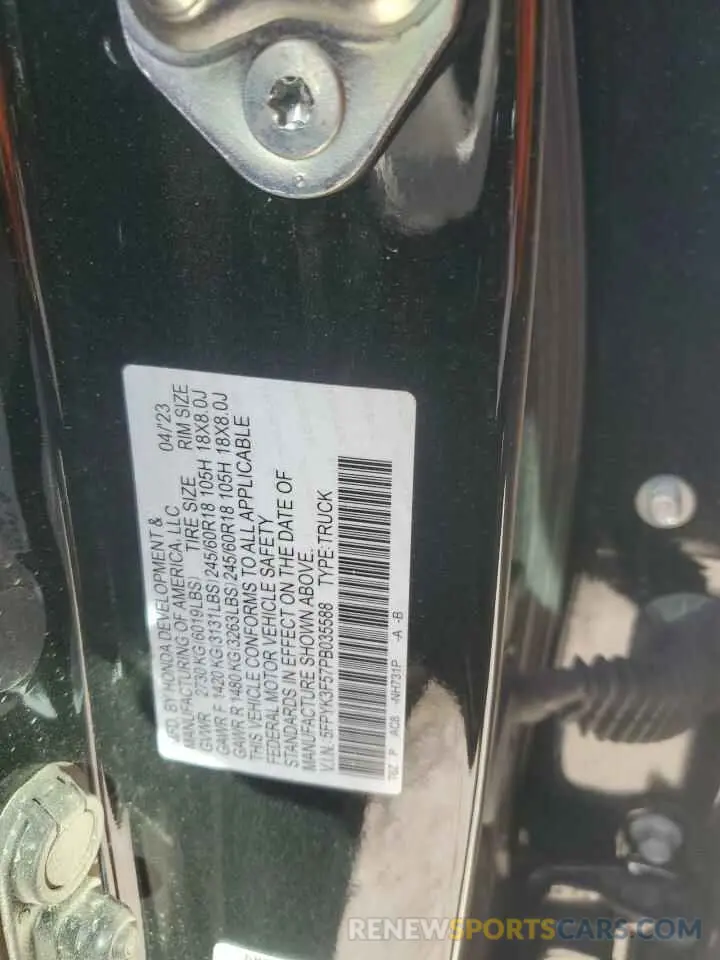 MFD. BY HONDA DEVELOPMENT &
MANUFACTURING OF AMERICA, LLC 04/'23
GVWR 2730 KG(6019LBS) TIRE SIZE RIM SIZE
GAWR F 1420 KG(3131LBS) 245/60R18 105H 18X8.0J
GAWR R 1480 KG(3263LBS) 245/60R18 105H 18X8.0J
THIS VEHICLE CONFORMS TO ALL APPLICABLE
FEDERAL MOTOR VEHICLE SAFETY
STANDARDS IN EFFECT ON THE DATE OF
MANUFACTURE SHOWN ABOVE.
V.I.N. 5FPYK3F57PB035588 TYPE:TRUCK
P AC8 -NH731P -A -B
RENEWSPORTSCARS.COM